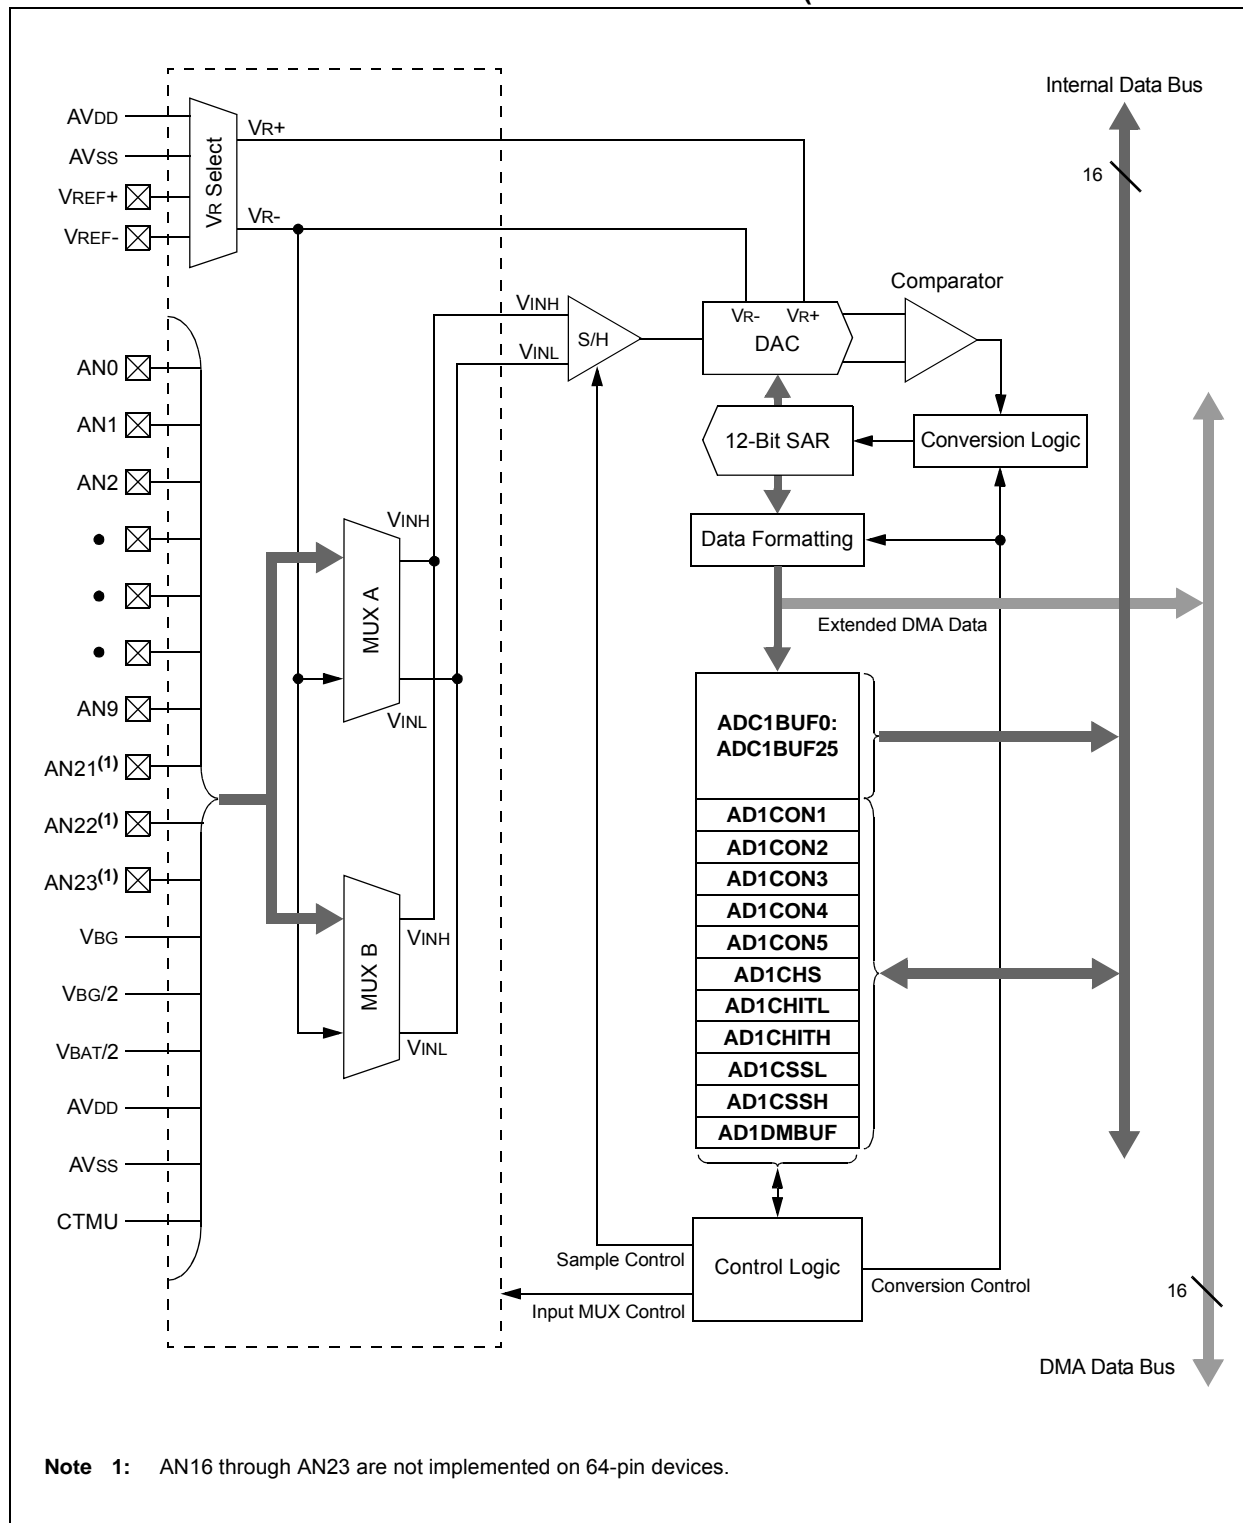 Internal Data Bus
16
AVDD
AVSS
VREF+
VREF-
VR Select
VR+
VR-
AN0
AN1
AN2
•
•
•
AN9
AN21(1)
AN22(1)
AN23(1)
VBG
VBG/2
VBAT/2
AVDD
AVSS
CTMU
MUX A
VINH
VINL
MUX B
VINH
VINL
VINH
VINL
S/H
VR- VR+
DAC
Comparator
12-Bit SAR
Conversion Logic
Data Formatting
Extended DMA Data
ADC1BUF0:
ADC1BUF25
AD1CON1
AD1CON2
AD1CON3
AD1CON4
AD1CON5
AD1CHS
AD1CHITL
AD1CHITH
AD1CSSL
AD1CSSH
AD1DMBUF
Sample Control
Control Logic
Conversion Control
Input MUX Control
16
DMA Data Bus
Note 1: AN16 through AN23 are not implemented on 64-pin devices.